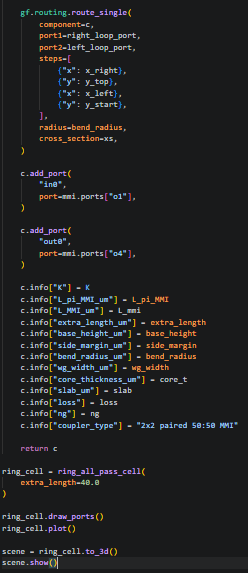 gf.routing.route_single(
component=c,
port1=right_loop_port,
port2=left_loop_port,
steps=[
{"x": x_right},
{"y": y_top},
{"x": x_left},
{"y": y_start},
],
radius=bend_radius,
cross_section=xs,
)
c.add_port(
"in0",
port=mmi.ports["o1"],
)
c.add_port(
"out0",
port=mmi.ports["o4"],
)
c.info["K"] = K
c.info["L_pi_MMI_um"] = L_pi_MMI
c.info["L_MMI_um"] = L_mmi
c.info["extra_length_um"] = extra_length
c.info["base_height_um"] = base_height
c.info["side_margin_um"] = side_margin
c.info["bend_radius_um"] = bend_radius
c.info["wg_width_um"] = wg_width
c.info["core_thickness_um"] = core_t
c.info["slab_um"] = slab
c.info["loss"] = loss
c.info["ng"] = ng
c.info["coupler_type"] = "2x2 paired 50:50 MMI"
return c
ring_cell = ring_all_pass_cell(
extra_length=40.0
)
ring_cell.draw_ports()
ring_cell.plot()
scene = ring_cell.to_3d()
scene.show()